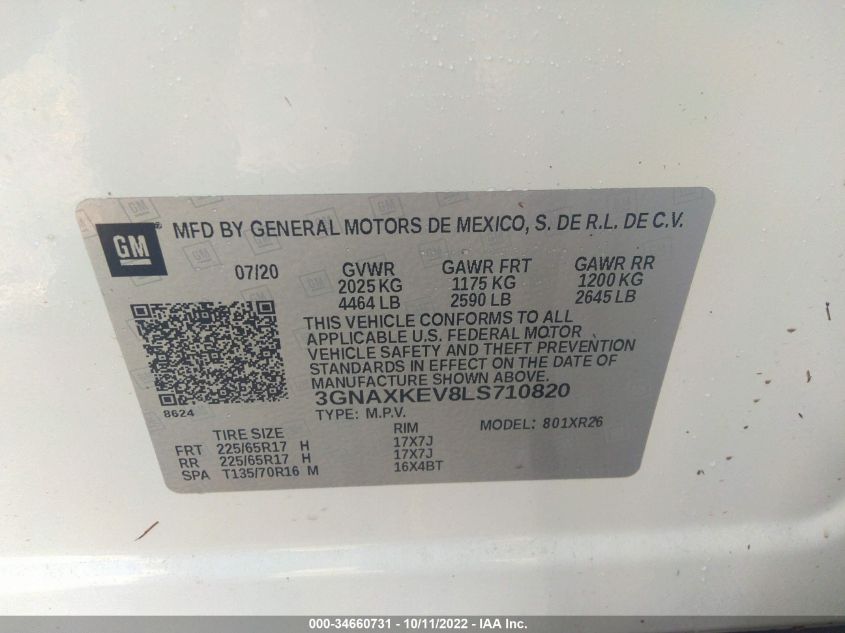 GM MFD BY GENERAL MOTORS DE MEXICO, S. DE R.L. DE C.V.
07/20 GVWR GAWR FRT GAWR RR
2025 KG 1175 KG 1200 KG
4464 LB 2590 LB 2645 LB
THIS VEHICLE CONFORMS TO ALL
APPLICABLE U.S. FEDERAL MOTOR
VEHICLE SAFETY AND THEFT PREVENTION
STANDARDS IN EFFECT ON THE DATE OF
MANUFACTURE SHOWN ABOVE.
3GNAXKEV8LS710820
8624 TYPE: M.P.V. MODEL: 801XR26
TIRE SIZE RIM
FRT 225/65R17 H 17X7J
RR 225/65R17 H 17X7J
SPA T135/70R16 M 16X4BT
000-34660731 - 10/11/2022 - IAA Inc.